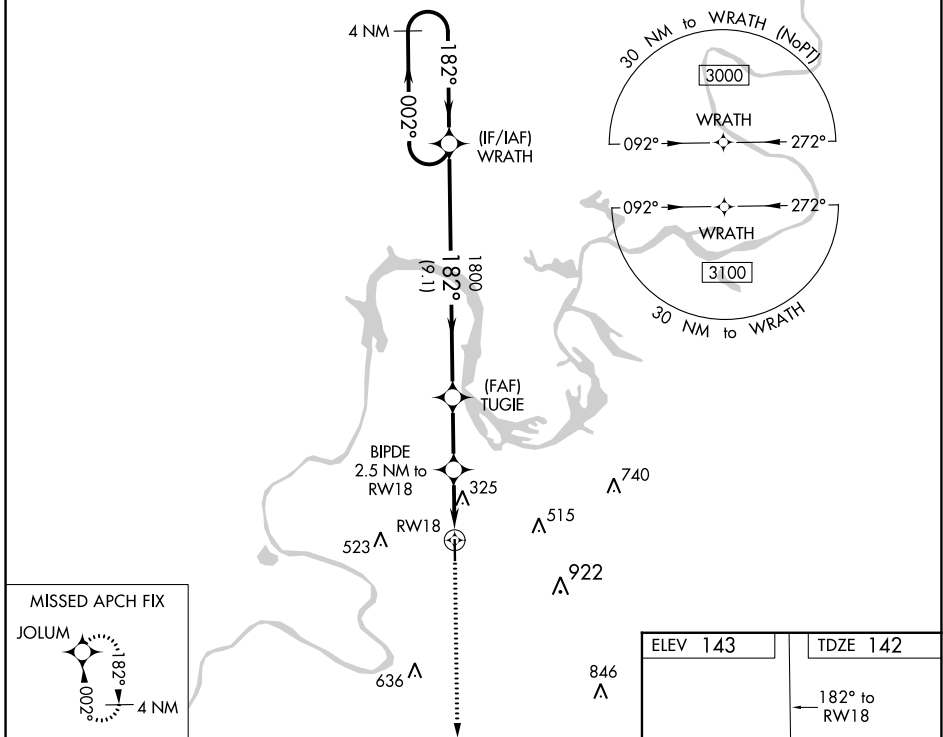 4 NM
182°
002°
(IF/IAF)
WRATH
30 NM to WRATH (NoPT)
3000
WRATH
092°
272°
092°
272°
WRATH
3100
30 NM to WRATH
1800
182°
(9.1)
(FAF)
TUGIE
BIPDE
2.5 NM to
RW18
325
740
515
RW18
523
922
636
846
MISSED APCH FIX
JOLUM
182°
002°
4 NM
ELEV 143
TDZE 142
182° to
RW18